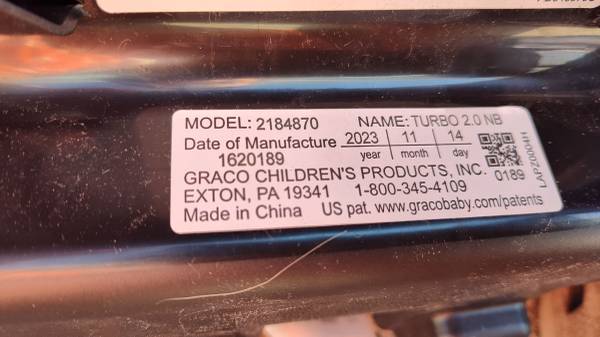 MODEL: 2184870 NAME: TURBO 2.0 NB
Date of Manufacture 2023 11 14
1620189 year month day
GRACO CHILDREN'S PRODUCTS, INC. 0189
EXTON, PA 19341 1-800-345-4109
Made in China US pat. www.gracobaby.com/patents
LAPZ0004H